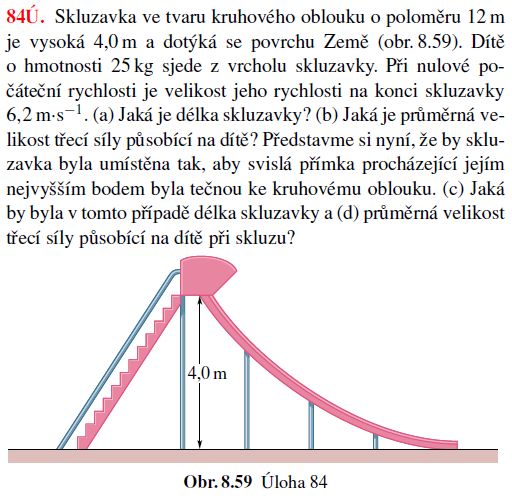 84Ú. Skluzavka ve tvaru kruhového oblouku o poloměru 12 m
je vysoká 4,0 m a dotýká se povrchu Země (obr. 8.59). Dítě
o hmotnosti 25 kg sjede z vrcholu skluzavky. Při nulové po-
čáteční rychlosti je velikost jeho rychlosti na konci skluzavky
6,2 m·s⁻¹. (a) Jaká je délka skluzavky? (b) Jaká je průměrná ve-
likost třecí síly působící na dítě? Představme si nyní, že by sklu-
zavka byla umístěna tak, aby svislá přímka procházející jejím
nejvyšším bodem byla tečnou ke kruhovému oblouku. (c) Jaká
by byla v tomto případě délka skluzavky a (d) průměrná velikost
třecí síly působící na dítě při skluzu?
4,0 m
Obr. 8.59 Úloha 84